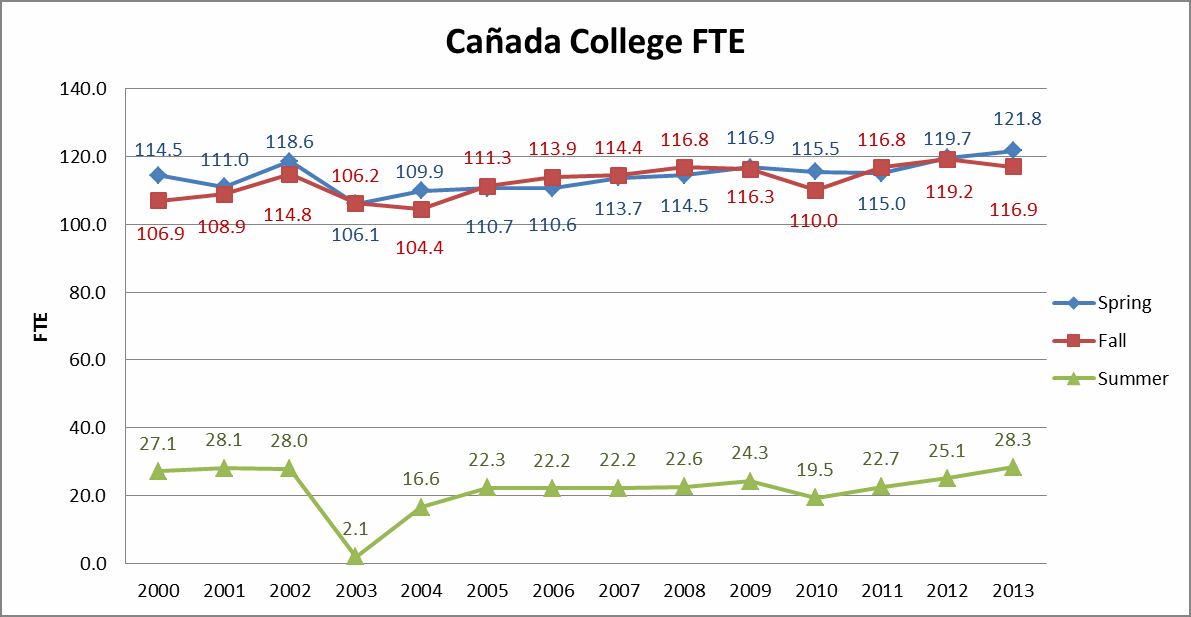 Cañada College FTE
140.0
120.0
100.0
80.0
60.0
40.0
20.0
0.0
FTE
114.5 111.0 118.6 106.1 109.9 110.7 110.6 113.7 114.5 116.9 115.5 115.0 119.7 121.8
106.9 108.9 114.8 106.2 104.4 111.3 113.9 114.4 116.8 116.3 110.0 116.8 119.2 116.9
27.1 28.1 28.0 2.1 16.6 22.3 22.2 22.2 22.6 24.3 19.5 22.7 25.1 28.3
2000 2001 2002 2003 2004 2005 2006 2007 2008 2009 2010 2011 2012 2013
Spring
Fall
Summer